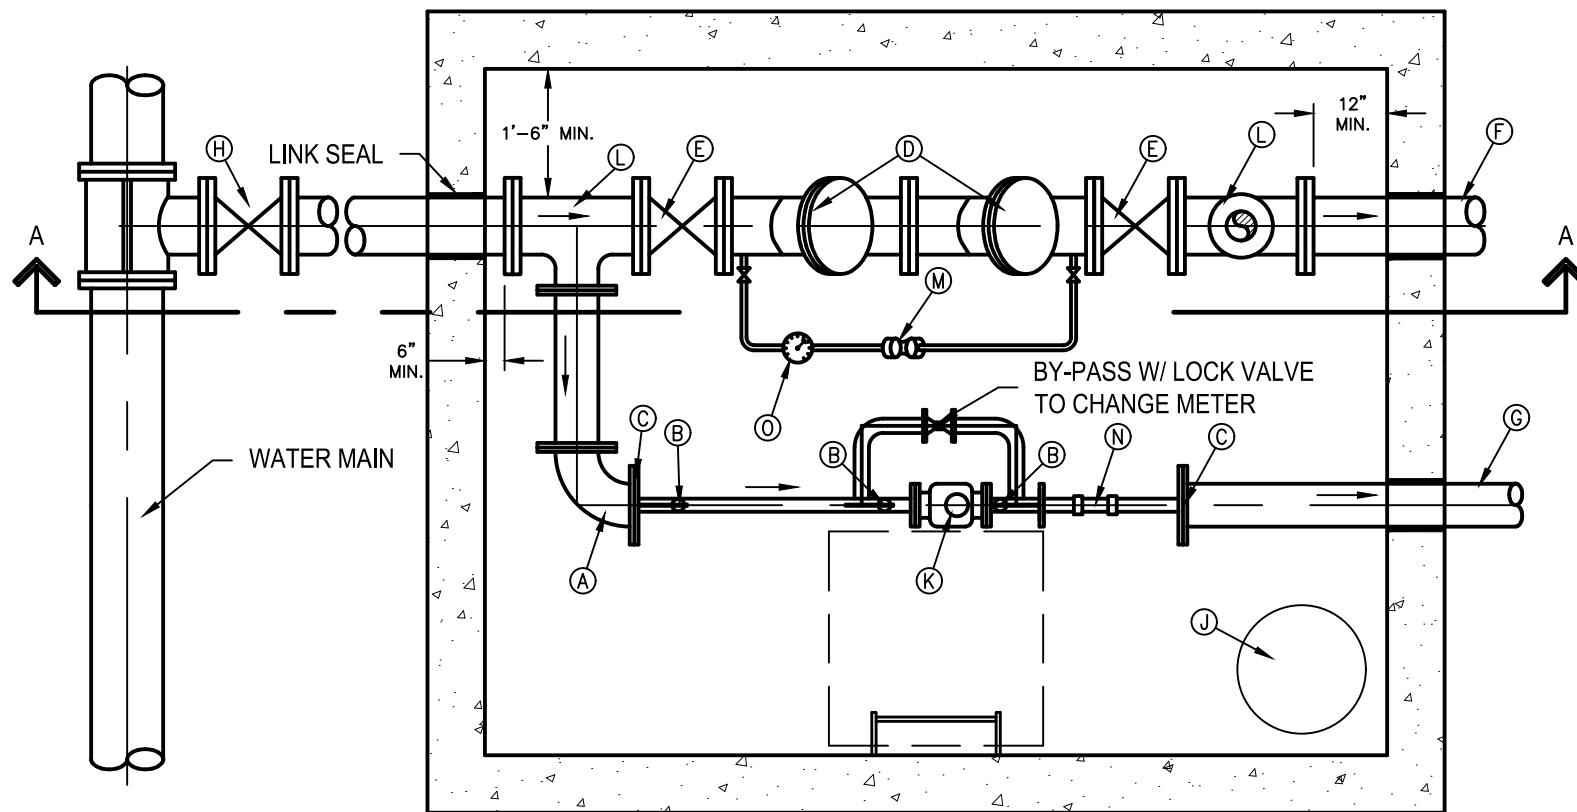 12"
MIN.
1'-6" MIN.
H
LINK SEAL
L
E
D
E
L
F
A
A
M
6"
MIN.
O
BY-PASS W/ LOCK VALVE
TO CHANGE METER
C
B
B
B
N
C
G
WATER MAIN
A
K
J